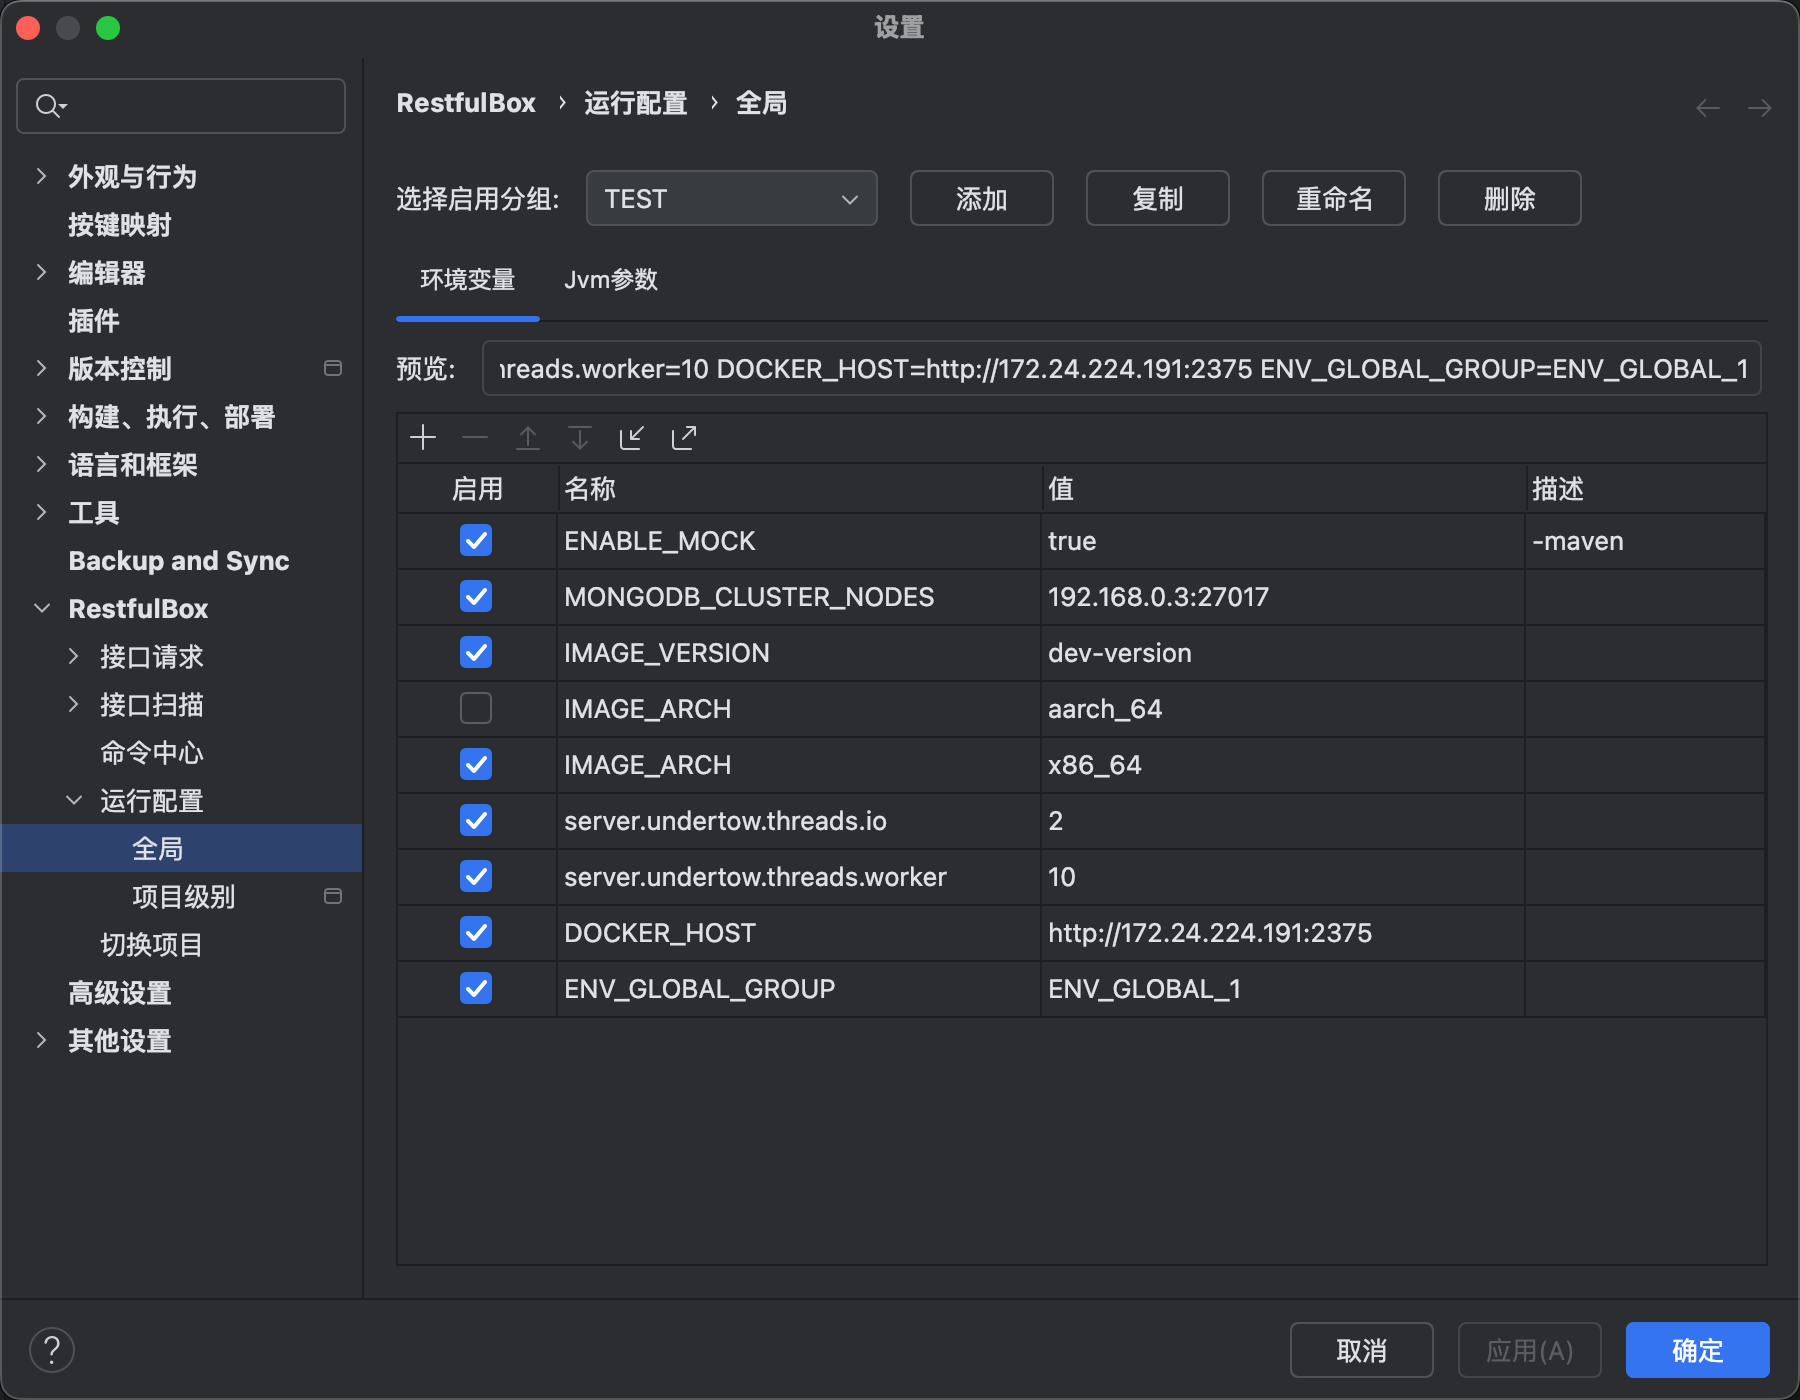 设置
外观与行为
按键映射
编辑器
插件
版本控制
构建、执行、部署
语言和框架
工具
Backup and Sync
RestfulBox
接口请求
接口扫描
命令中心
运行配置
全局
项目级别
切换项目
高级设置
其他设置
RestfulBox › 运行配置 › 全局
选择启用分组: TEST 添加 复制 重命名 删除
环境变量 Jvm参数
预览: reads.worker=10 DOCKER_HOST=http://172.24.224.191:2375 ENV_GLOBAL_GROUP=ENV_GLOBAL_1
启用 名称 值 描述
ENABLE_MOCK true -maven
MONGODB_CLUSTER_NODES 192.168.0.3:27017
IMAGE_VERSION dev-version
IMAGE_ARCH aarch_64
IMAGE_ARCH x86_64
server.undertow.threads.io 2
server.undertow.threads.worker 10
DOCKER_HOST http://172.24.224.191:2375
ENV_GLOBAL_GROUP ENV_GLOBAL_1
? 取消 应用(A) 确定